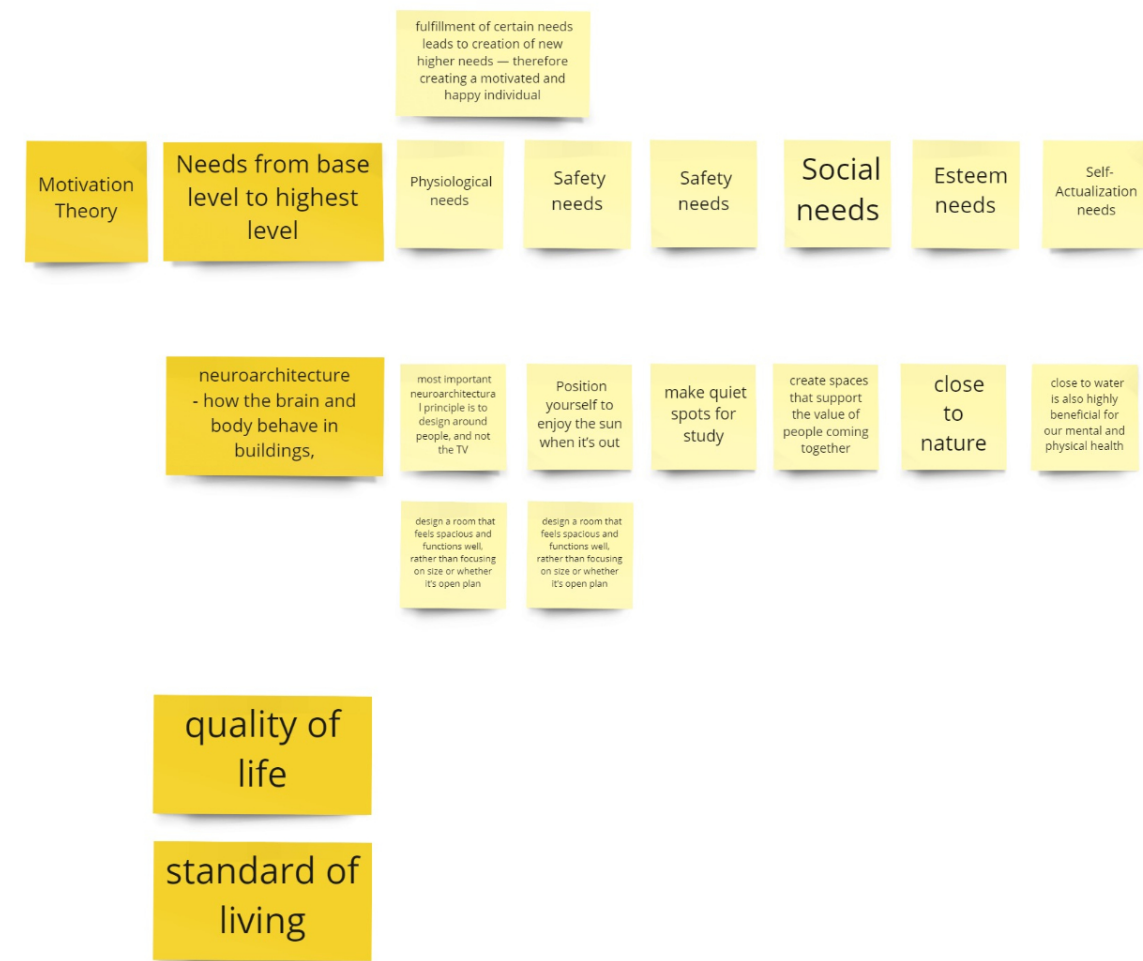 fulfillment of certain needs
leads to creation of new
higher needs — therefore
creating a motivated and
happy individual
Motivation
Theory
Needs from base
level to highest
level
Physiological
needs
Safety
needs
Safety
needs
Social
needs
Esteem
needs
Self-
Actualization
needs
neuroarchitecture
- how the brain and
body behave in
buildings,
most important
neuroarchitectura
l principle is to
design around
people, and not
the TV
Position
yourself to
enjoy the sun
when it's out
make quiet
spots for
study
create spaces
that support
the value of
people coming
together
close
to
nature
close to water
is also highly
beneficial for
our mental and
physical health
design a room that
feels spacious and
functions well,
rather than focusing
on size or whether
it's open plan
design a room that
feels spacious and
functions well,
rather than focusing
on size or whether
it's open plan
quality of
life
standard of
living